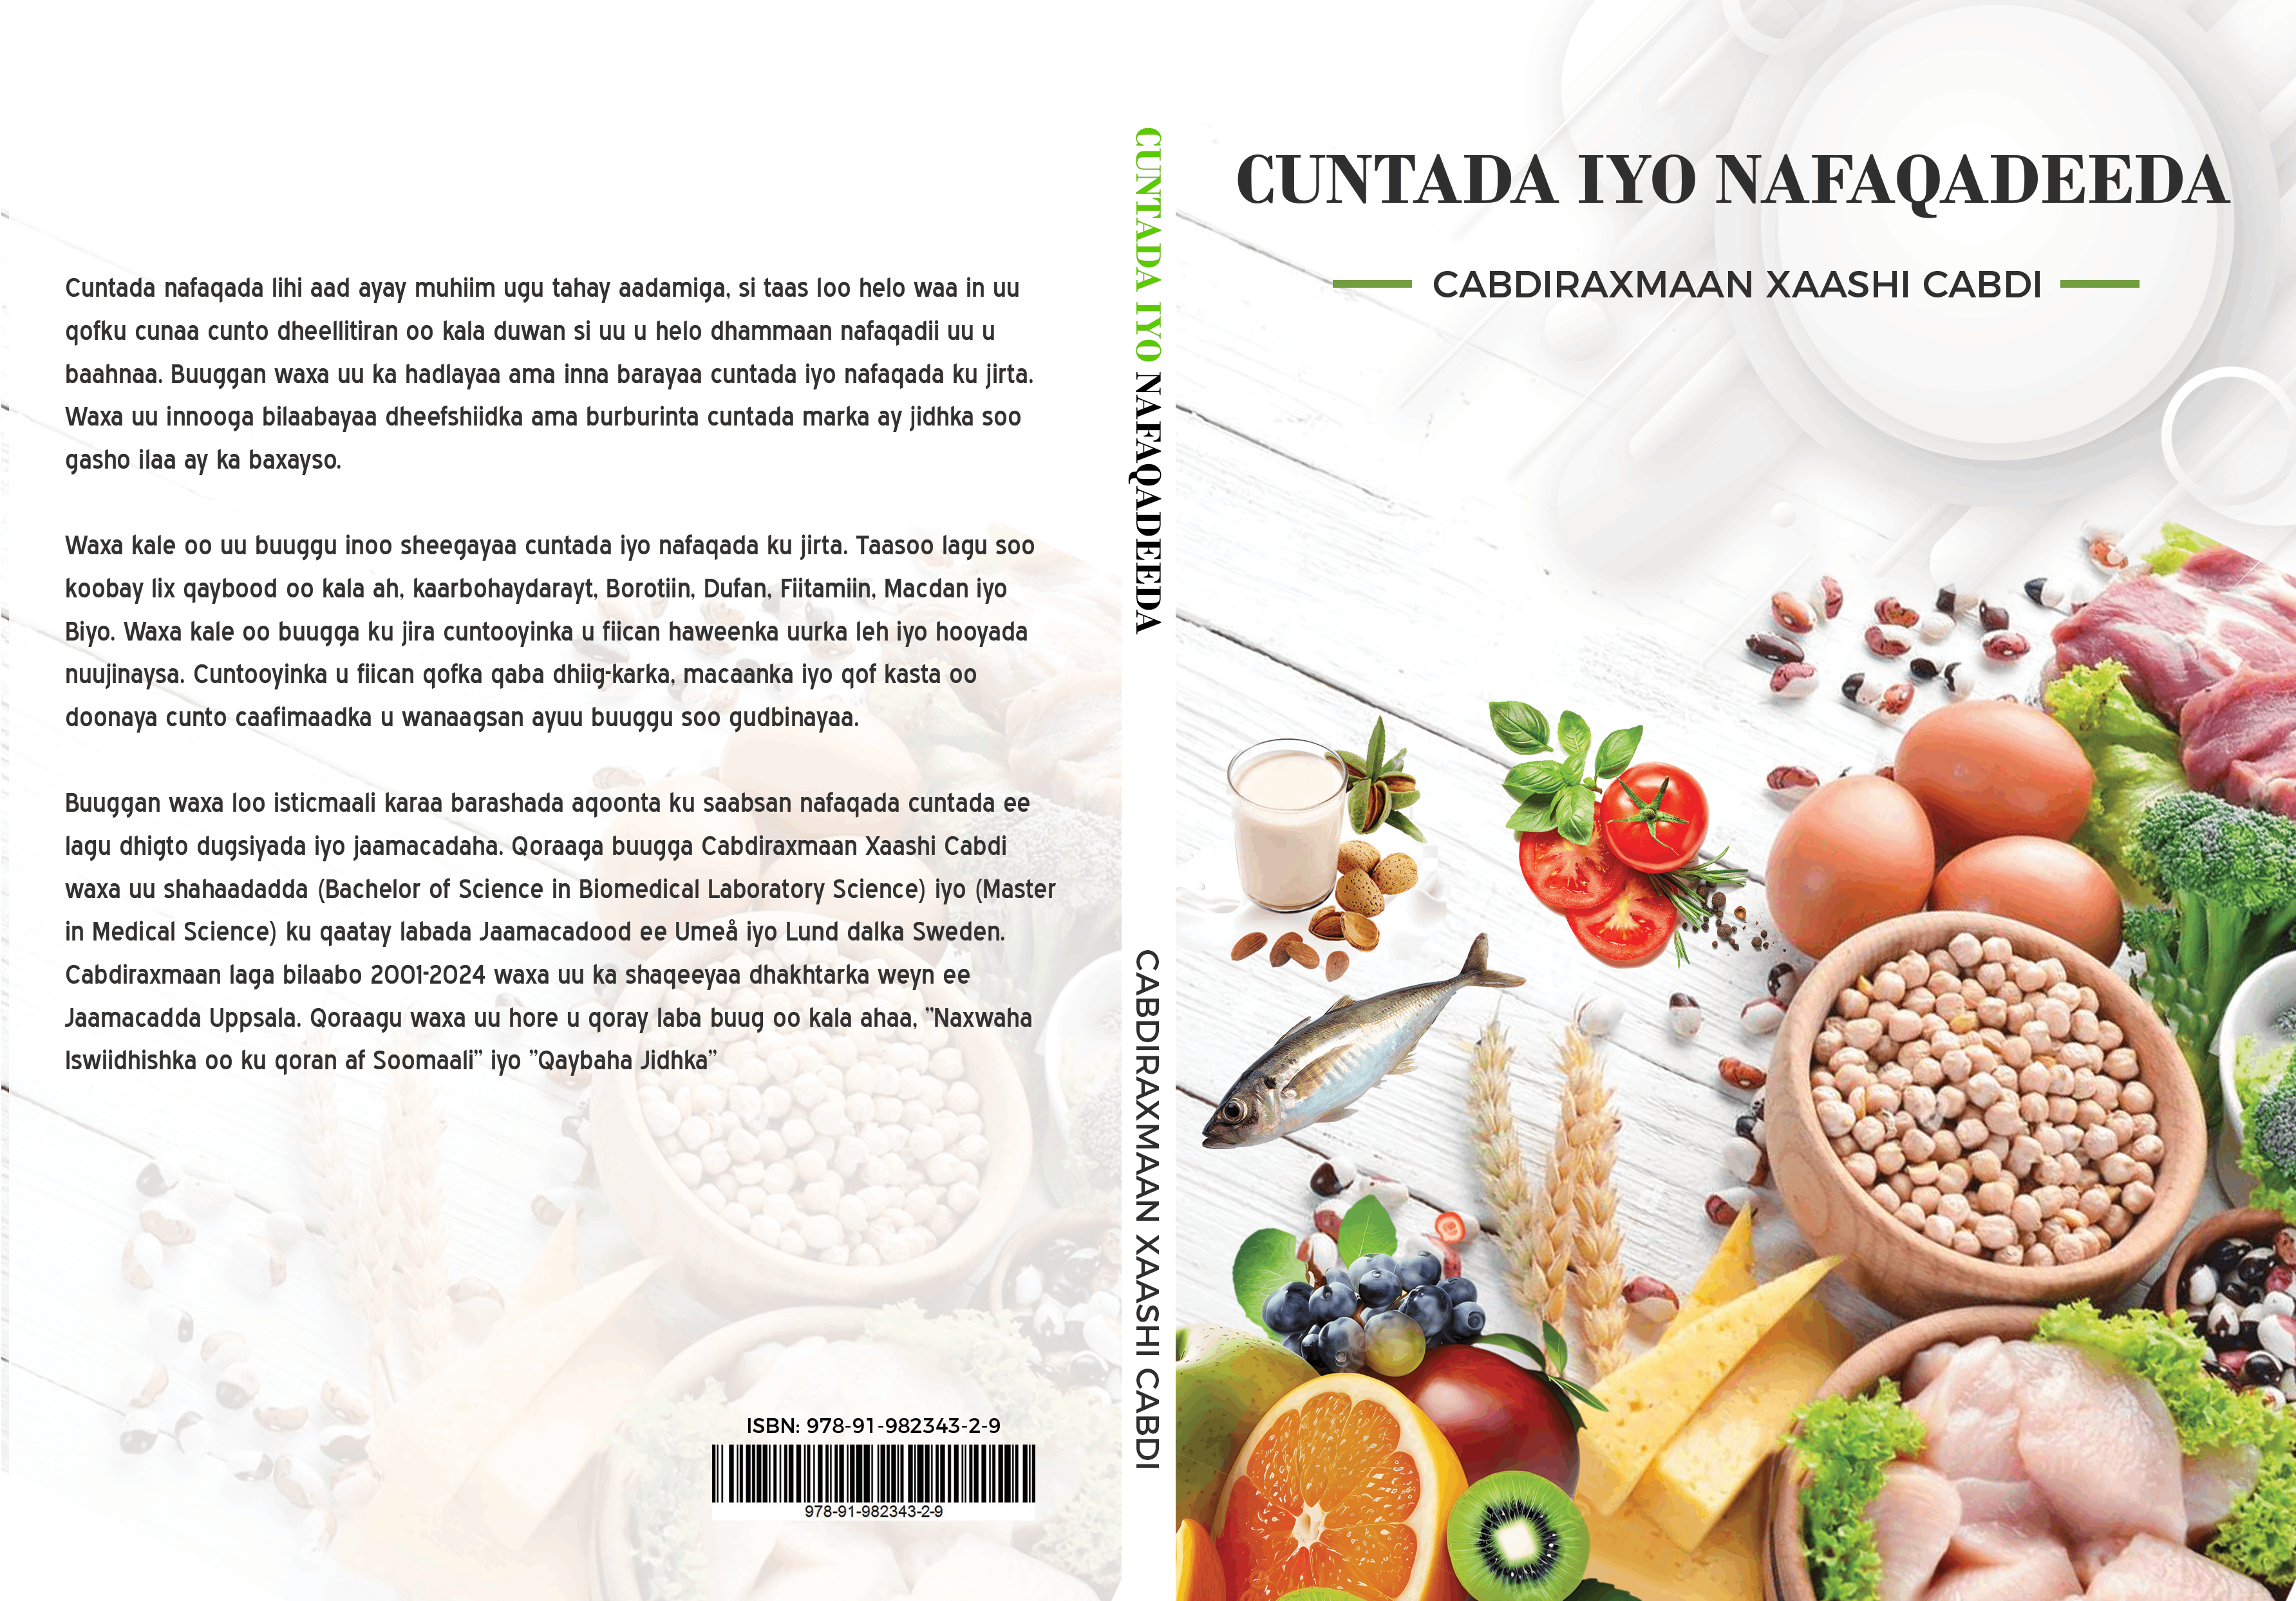 Cuntada nafaqada lihi aad ayay muhiim ugu tahay aadamiga, si taas loo helo waa in uu
qofku cunaa cunto dheellitiran oo kala duwan si uu u helo dhammaan nafaqadii uu u
baahnaa. Buuggan waxa uu ka hadlayaa ama inna barayaa cuntada iyo nafaqada ku jirta.
Waxa uu innooga bilaabayaa dheefshiidka ama burburinta cuntada marka ay jidhka soo
gasho ilaa ay ka baxayso.
Waxa kale oo uu buuggu inoo sheegayaa cuntada iyo nafaqada ku jirta. Taasoo lagu soo
koobay lix qaybood oo kala ah, kaarbohaydarayt, Borotiin, Dufan, Fiitamiin, Macdan iyo
Biyo. Waxa kale oo buugga ku jira cuntooyinka u fiican haweenka uurka leh iyo hooyada
nuujinaysa. Cuntooyinka u fiican qofka qaba dhiig-karka, macaanka iyo qof kasta oo
doonaya cunto caafimaadka u wanaagsan ayuu buuggu soo gudbinayaa.
Buuggan waxa loo isticmaali karaa barashada aqoonta ku saabsan nafaqada cuntada ee
lagu dhigto dugsiyada iyo jaamacadaha. Qoraaga buugga Cabdiraxmaan Xaashi Cabdi
waxa uu shahaadadda (Bachelor of Science in Biomedical Laboratory Science) iyo (Master
in Medical Science) ku qaatay labada Jaamacadood ee Umeå iyo Lund dalka Sweden.
Cabdiraxmaan laga bilaabo 2001-2024 waxa uu ka shaqeeyaa dhakhtarka weyn ee
Jaamacadda Uppsala. Qoraagu waxa uu hore u qoray laba buug oo kala ahaa, ”Naxwaha
Iswiidhishka oo ku qoran af Soomaali” iyo ”Qaybaha Jidhka”
ISBN: 978-91-982343-2-9
978-91-982343-2-9
CUNTADA IYO NAFAQADEEDA
CABDIRAXMAAN XAASHI CABDI
CUNTADA IYO NAFAQADEEDA
CABDIRAXMAAN XAASHI CABDI